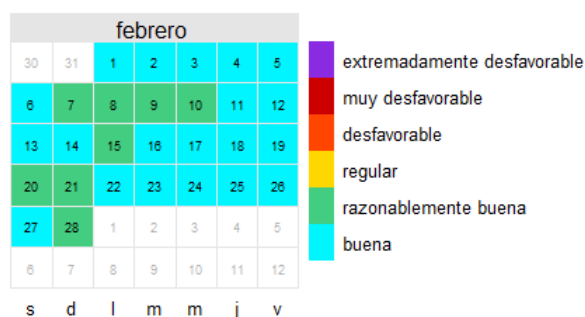 febrero
30 31 1 2 3 4 5
6 7 8 9 10 11 12
13 14 15 16 17 18 19
20 21 22 23 24 25 26
27 28 1 2 3 4 5
6 7 8 9 10 11 12
s d l m m j v
extremadamente desfavorable
muy desfavorable
desfavorable
regular
razonablemente buena
buena